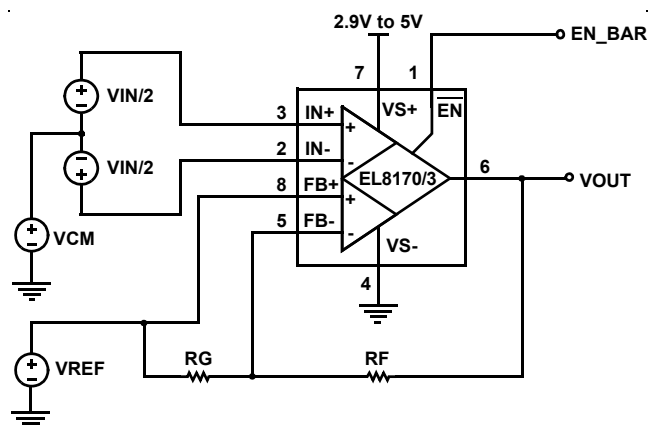 2.9V to 5V
EN_BAR
7
1
VIN/2
VS+
EN
3
IN+
+
2
IN-
-
VIN/2
EL8170/3
6
VOUT
8
FB+
+
5
FB-
-
VCM
VS-
4
RG
RF
VREF